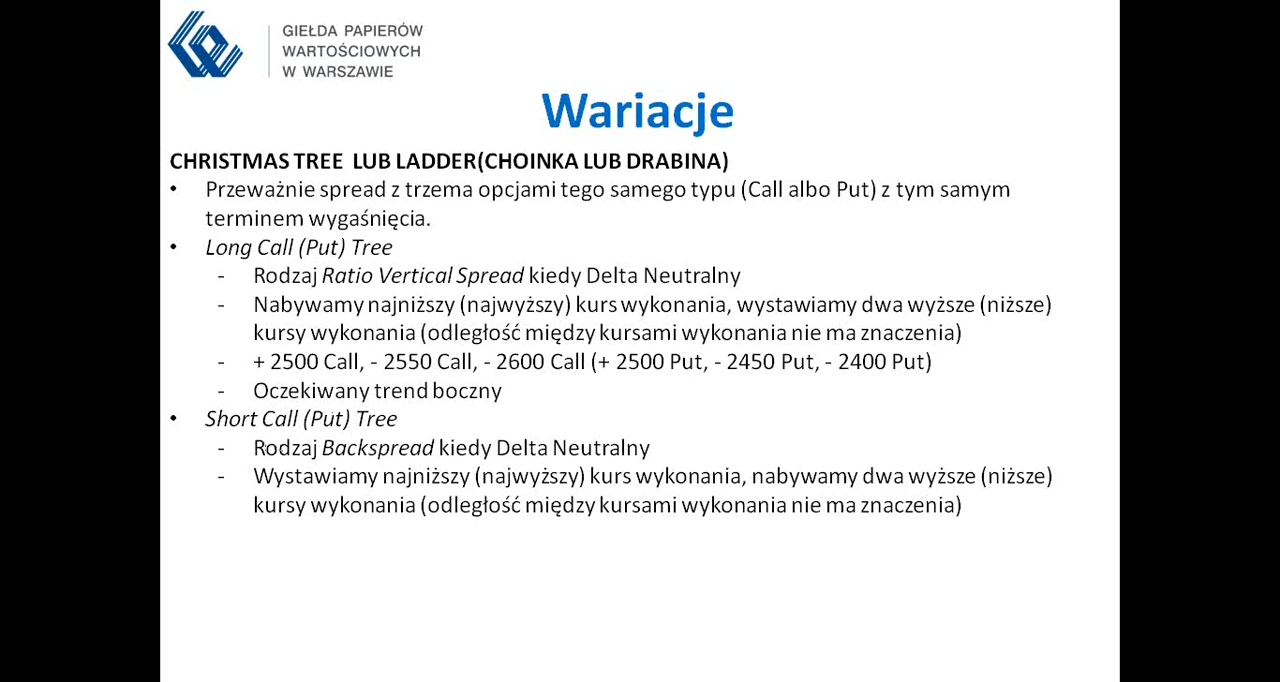 GIEŁDA PAPIERÓW
WARTOŚCIOWYCH
W WARSZAWIE
Wariacje
CHRISTMAS TREE LUB LADDER(CHOINKA LUB DRABINA)
• Przeważnie spread z trzema opcjami tego samego typu (Call albo Put) z tym samym
terminem wygaśnięcia.
• Long Call (Put) Tree
- Rodzaj Ratio Vertical Spread kiedy Delta Neutralny
- Nabywamy najniższy (najwyższy) kurs wykonania, wystawiamy dwa wyższe (niższe)
kursy wykonania (odległość między kursami wykonania nie ma znaczenia)
- + 2500 Call, - 2550 Call, - 2600 Call (+ 2500 Put, - 2450 Put, - 2400 Put)
- Oczekiwany trend boczny
• Short Call (Put) Tree
- Rodzaj Backspread kiedy Delta Neutralny
- Wystawiamy najniższy (najwyższy) kurs wykonania, nabywamy dwa wyższe (niższe)
kursy wykonania (odległość między kursami wykonania nie ma znaczenia)